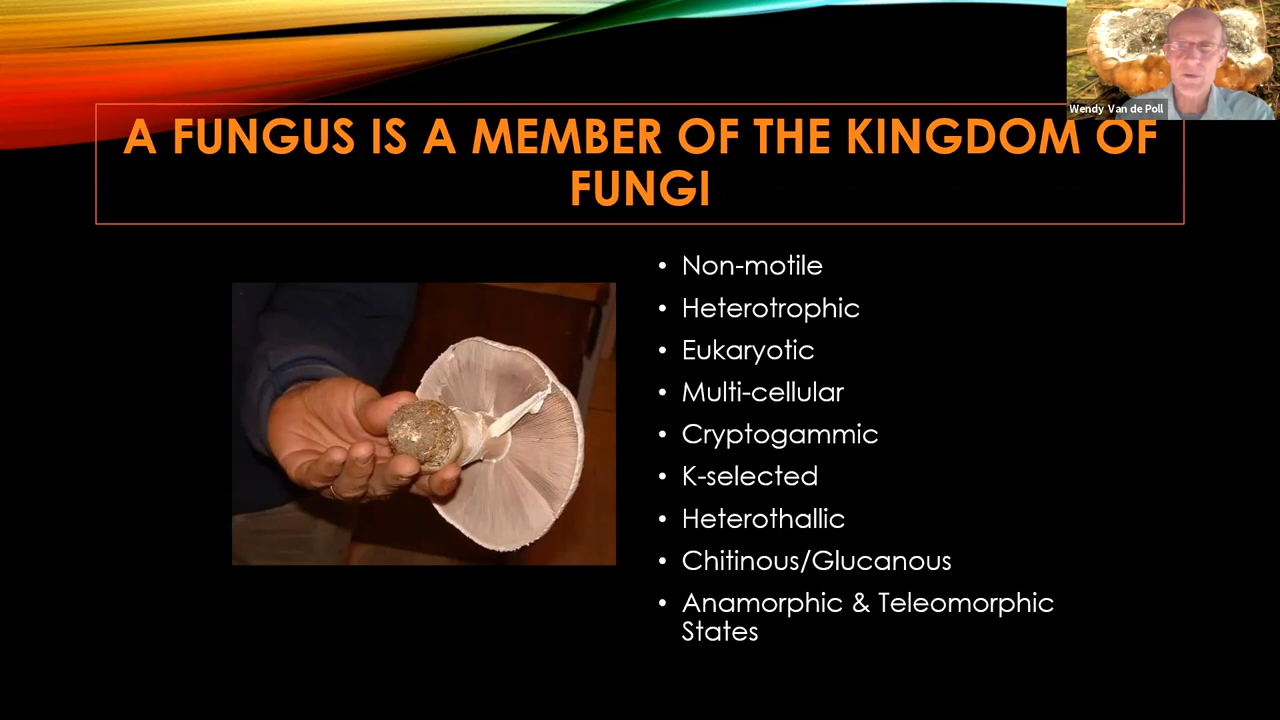 Wendy Van de Poll
A FUNGUS IS A MEMBER OF THE KINGDOM OF
FUNGI
• Non-motile
• Heterotrophic
• Eukaryotic
• Multi-cellular
• Cryptogammic
• K-selected
• Heterothallic
• Chitinous/Glucanous
• Anamorphic & Teleomorphic
States